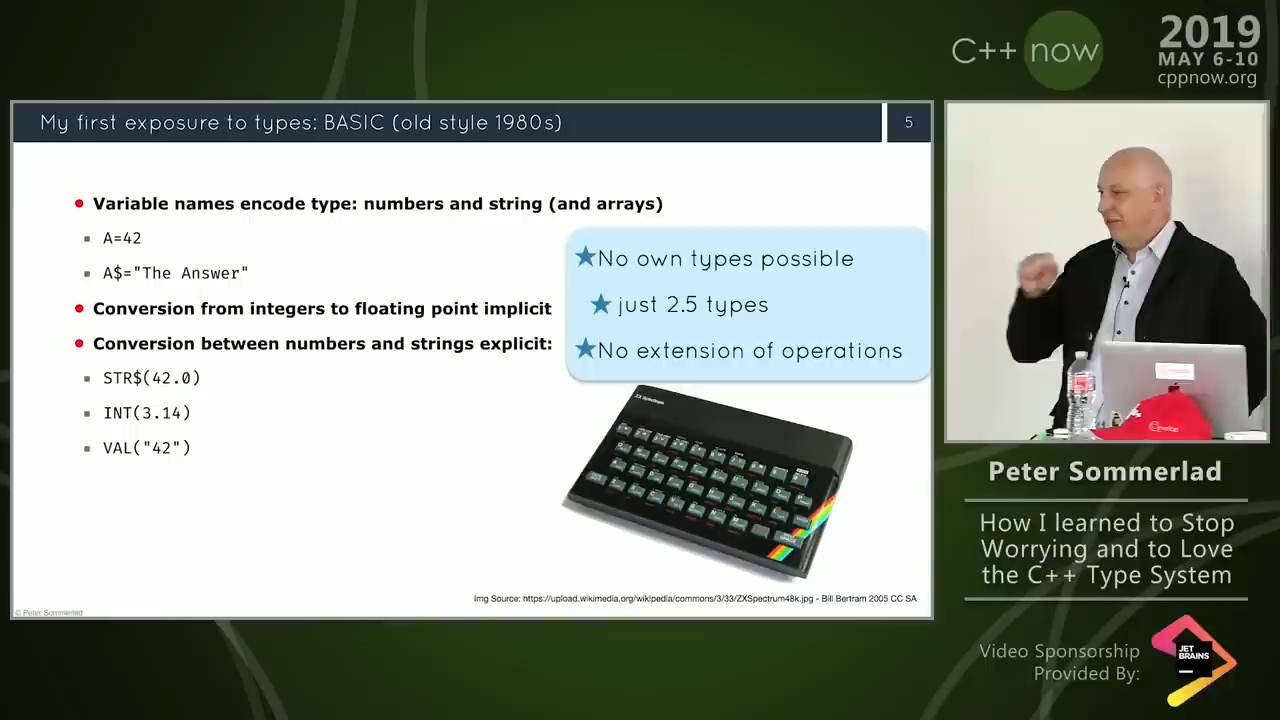 C++ now
2019
MAY 6-10
cppnow.org
My first exposure to types: BASIC (old style 1980s)
5
Variable names encode type: numbers and string (and arrays)
A=42
A$="The Answer"
Conversion from integers to floating point implicit
Conversion between numbers and strings explicit:
STR$(42.0)
INT(3.14)
VAL("42")
No own types possible
just 2.5 types
No extension of operations
ZX Spectrum
Img Source: https://upload.wikimedia.org/wikipedia/commons/3/33/ZXSpectrum48k.jpg - Bill Bertram 2005 CC SA
© Peter Sommerlad
Peter Sommerlad
How I learned to Stop
Worrying and to Love
the C++ Type System
Video Sponsorship
Provided By:
JET
BRAINS